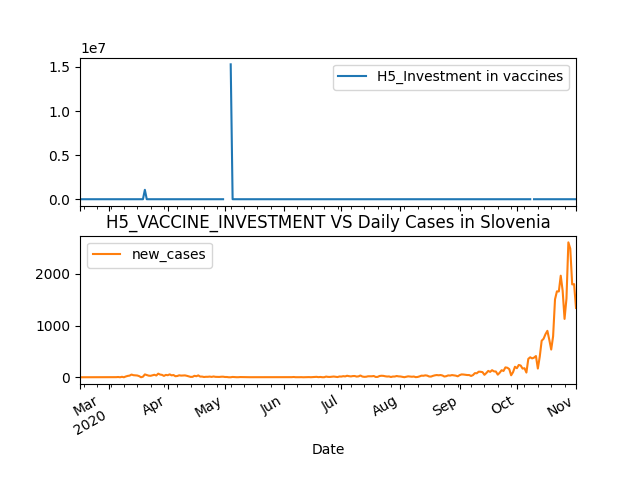 1e7
1.5
H5_Investment in vaccines
1.0
0.5
0.0
H5_VACCINE_INVESTMENT VS Daily Cases in Slovenia
new_cases
2000
1000
0
Mar Apr May Jun Jul Aug Sep Oct Nov
2020
Date